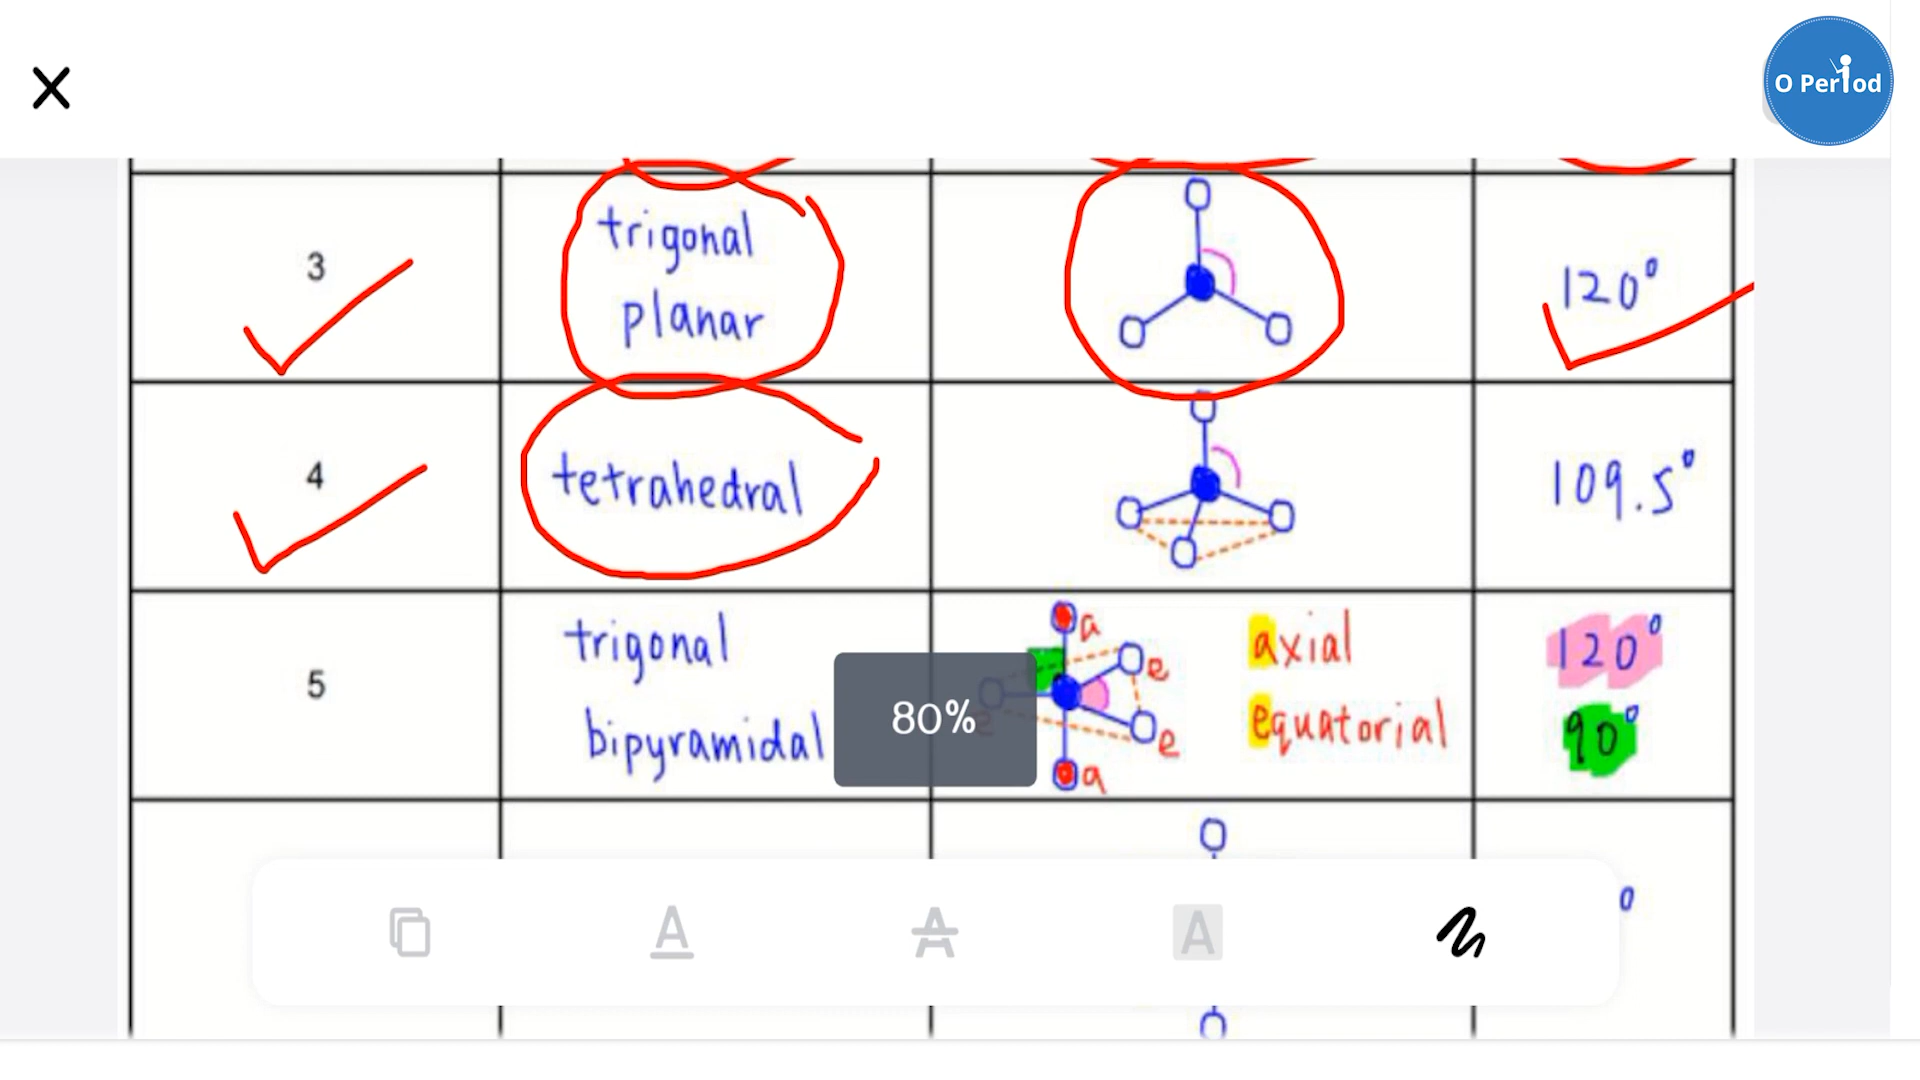 O Period
3
trigonal
planar
120°
4
tetrahedral
109.5°
5
trigonal
bipyramidal
a
e
e
e
a
axial
equatorial
120°
90°
80%
A
A
A